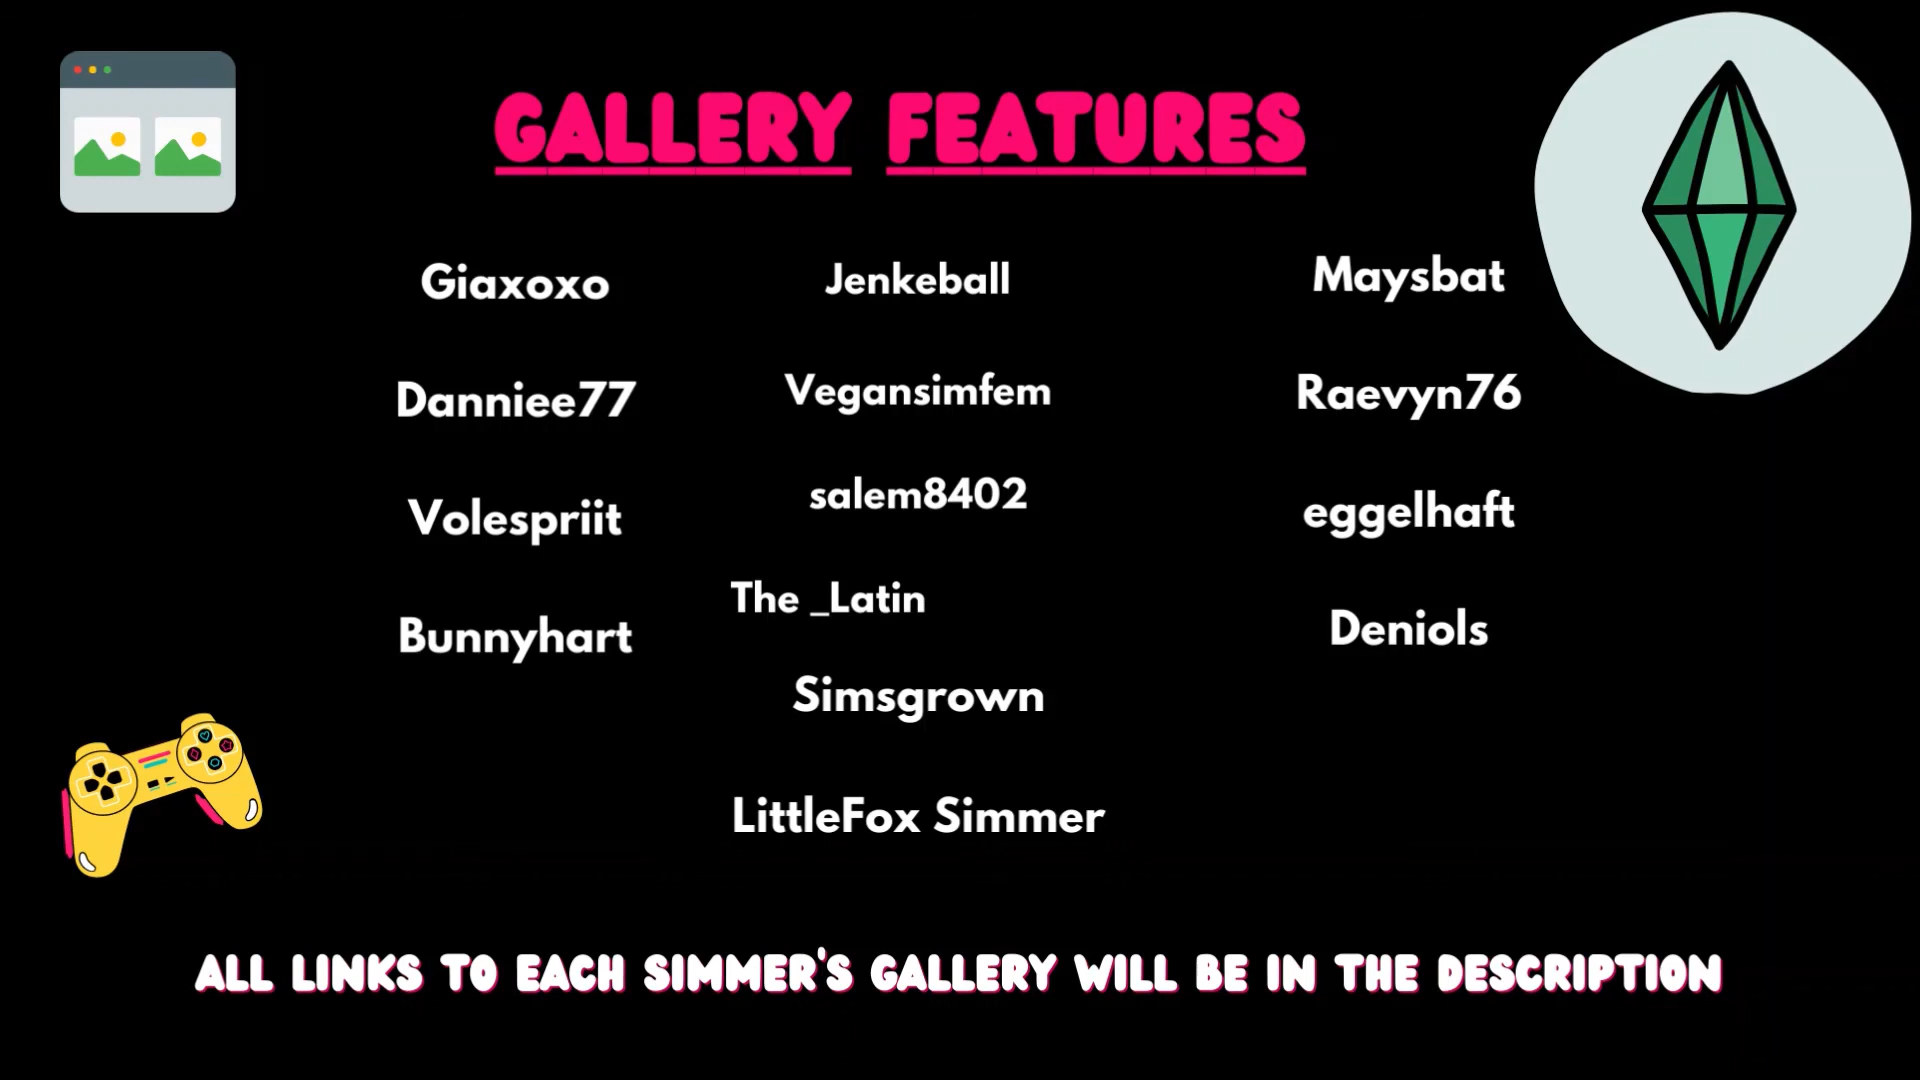 GALLERY FEATURES
Giaxoxo
Danniee77
Volespriit
Bunnyhart
Jenkeball
Vegansimfem
salem8402
The _Latin
Simsgrown
LittleFox Simmer
Maysbat
Raevyn76
eggelhaft
Deniols
ALL LINKS TO EACH SIMMER'S GALLERY WILL BE IN THE DESCRIPTION